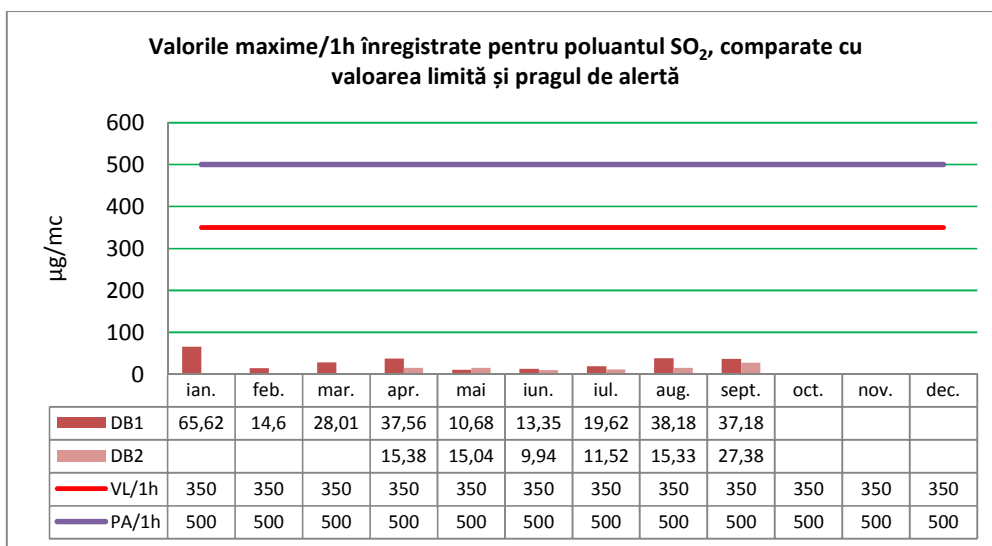 Valorile maxime/1h înregistrate pentru poluantul SO₂, comparate cu
valoarea limită și pragul de alertă
600
500
400
300
200
100
0
µg/mc
ian. feb. mar. apr. mai iun. iul. aug. sept. oct. nov. dec.
DB1 65,62 14,6 28,01 37,56 10,68 13,35 19,62 38,18 37,18
DB2 15,38 15,04 9,94 11,52 15,33 27,38
VL/1h 350 350 350 350 350 350 350 350 350 350 350 350
PA/1h 500 500 500 500 500 500 500 500 500 500 500 500